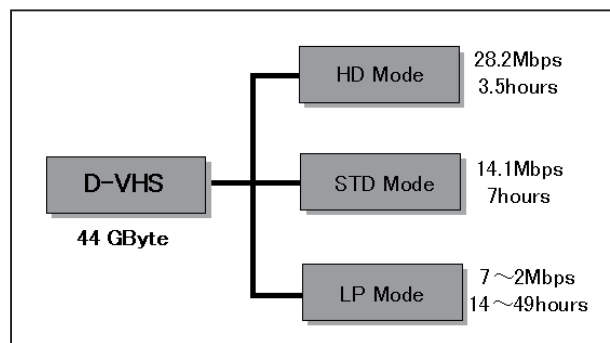 D-VHS
44 GByte
HD Mode
28.2Mbps
3.5hours
STD Mode
14.1Mbps
7hours
LP Mode
7～2Mbps
14～49hours